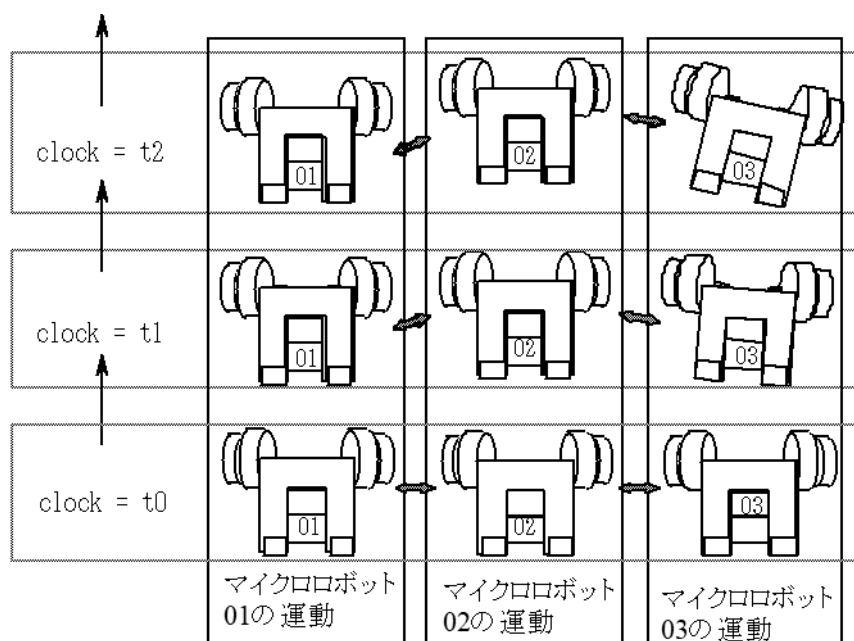 clock = t2
01
02
03
clock = t1
01
02
03
clock = t0
01
02
03
マイクロロボット
01の運動
マイクロロボット
02の運動
マイクロロボット
03の運動